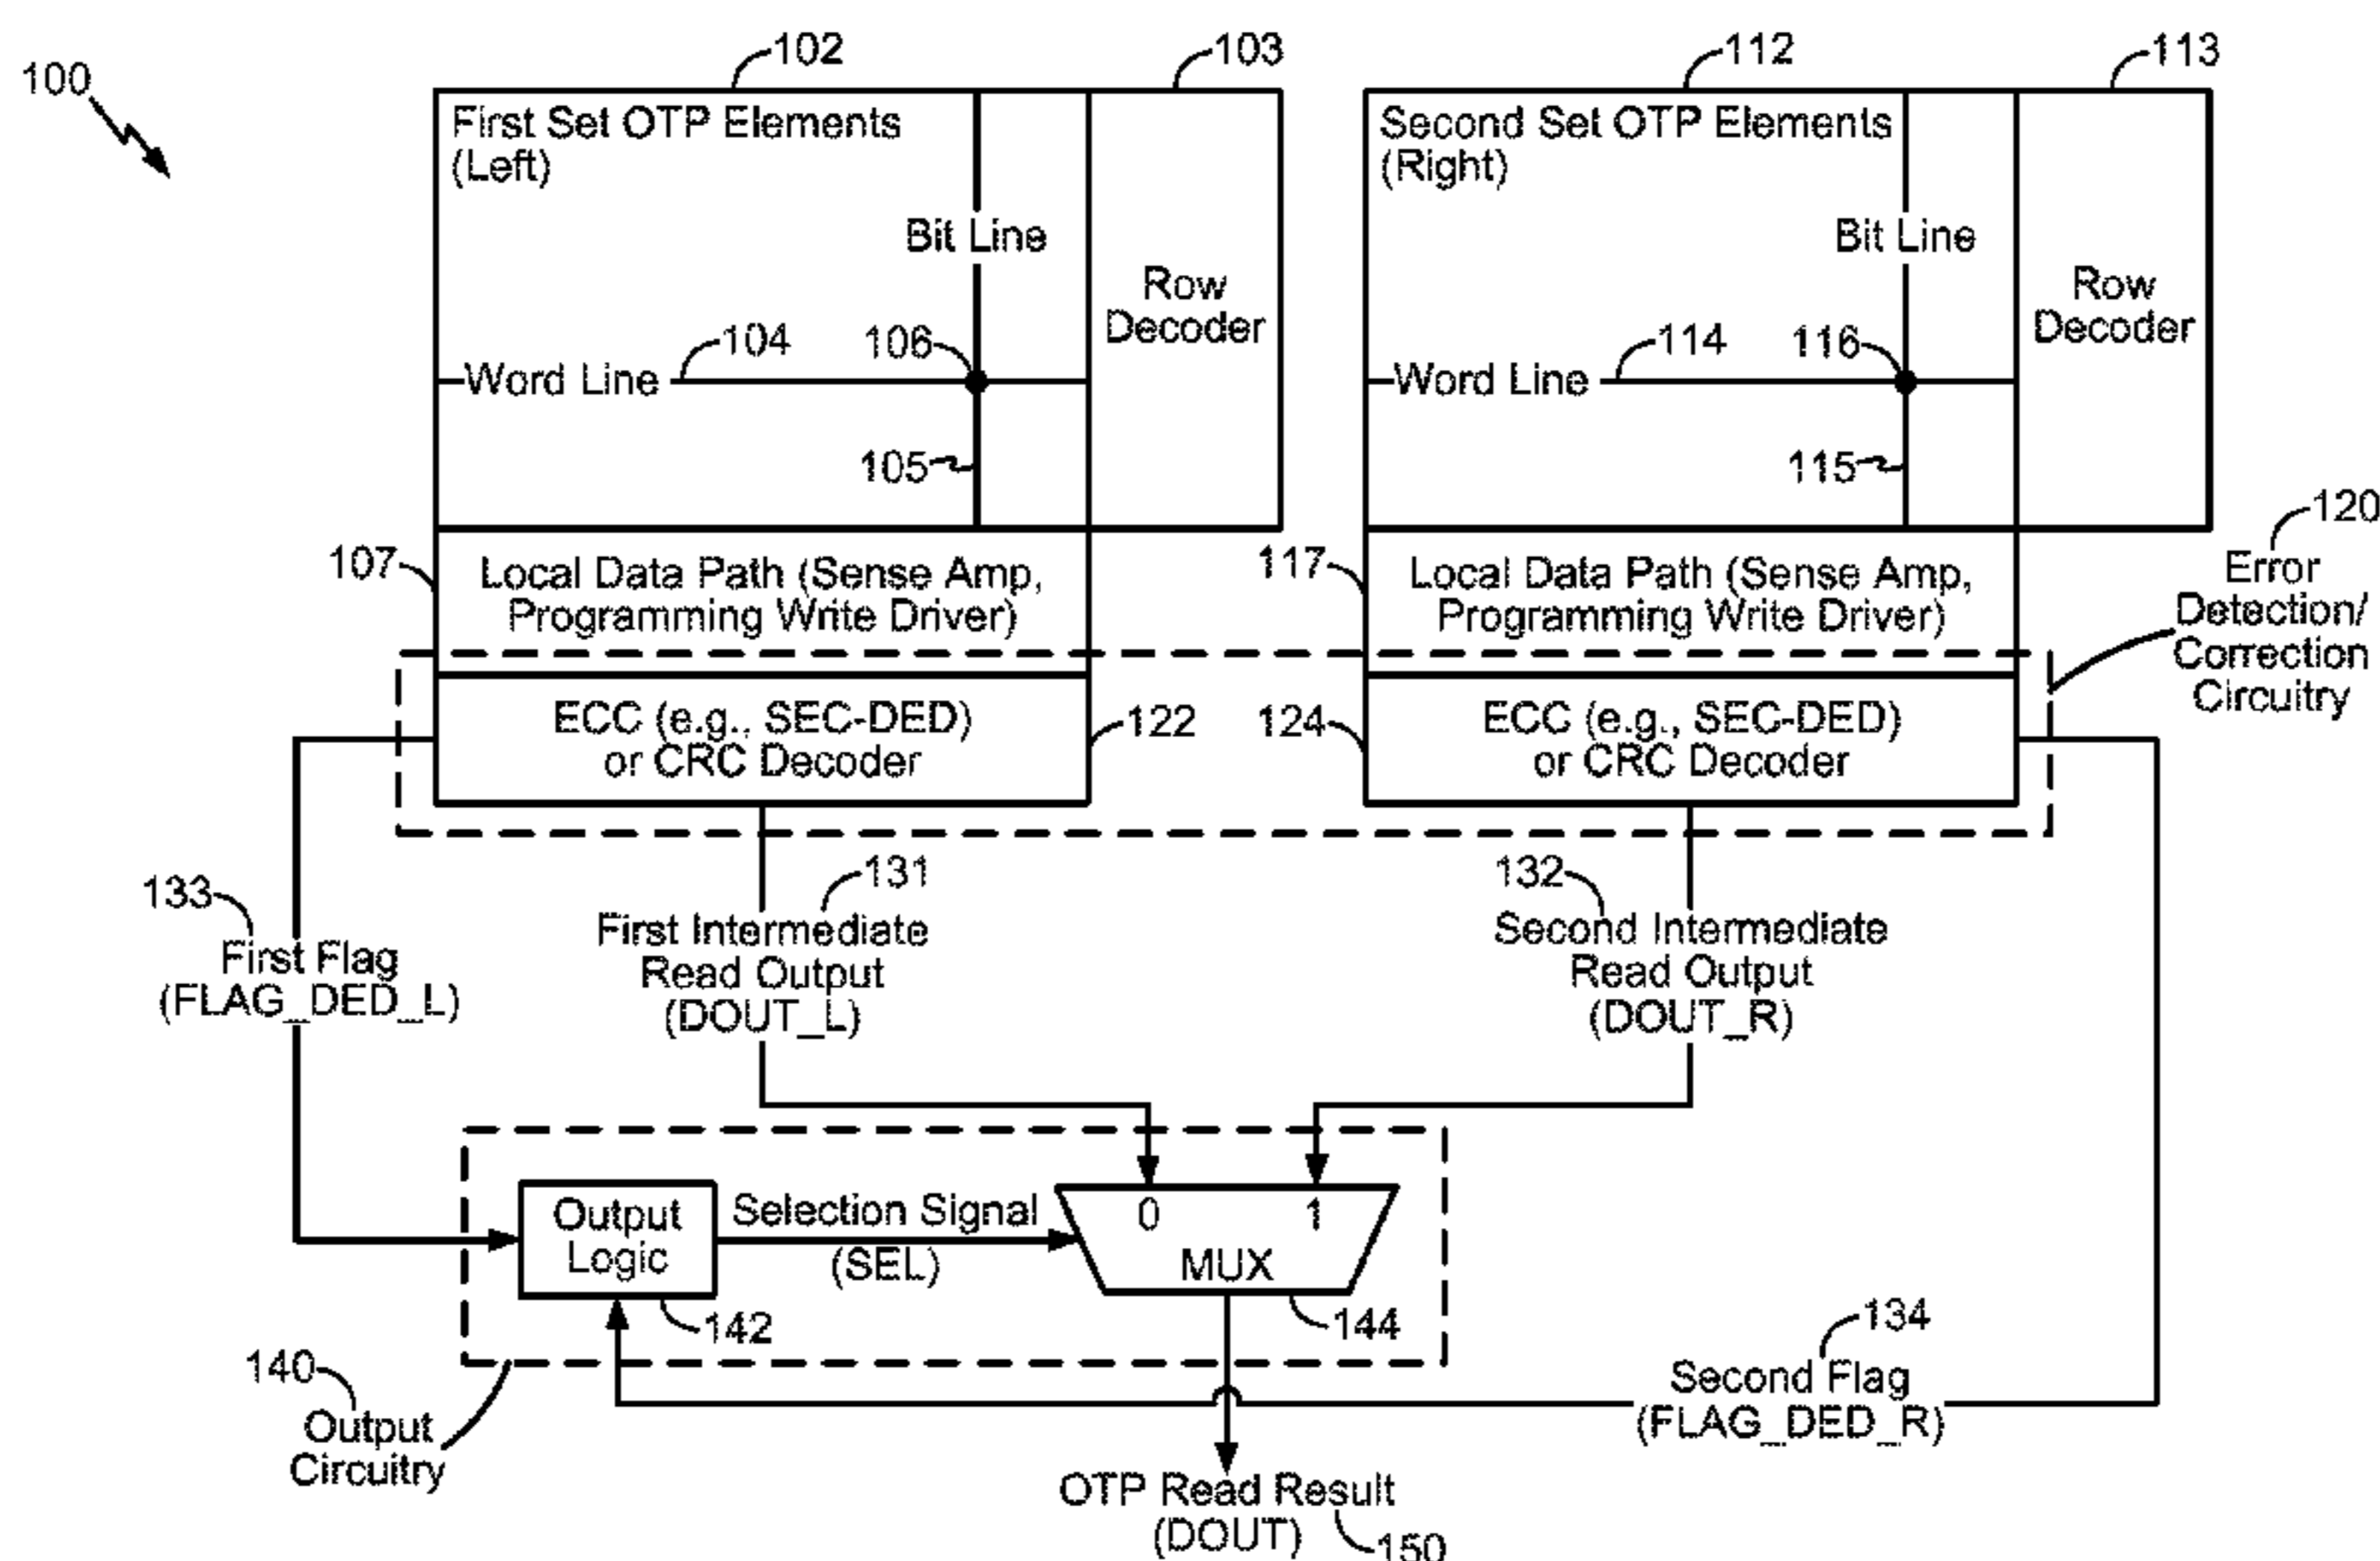 100
102
103
112
113
First Set OTP Elements
(Left)
Bit Line
Row
Decoder
Word Line
104
106
105
Second Set OTP Elements
(Right)
Bit Line
Row
Decoder
Word Line
114
116
115
107
Local Data Path (Sense Amp,
Programming Write Driver)
117
Local Data Path (Sense Amp,
Programming Write Driver)
120
Error
Detection/
Correction
Circuitry
ECC (e.g., SEC-DED)
or CRC Decoder
122
124
ECC (e.g., SEC-DED)
or CRC Decoder
133
First Flag
(FLAG_DED_L)
131
First Intermediate
Read Output
(DOUT_L)
132
Second Intermediate
Read Output
(DOUT_R)
Output
Logic
142
Selection Signal
(SEL)
0
1
MUX
144
140
Output
Circuitry
134
Second Flag
(FLAG_DED_R)
OTP Read Result
(DOUT)
150